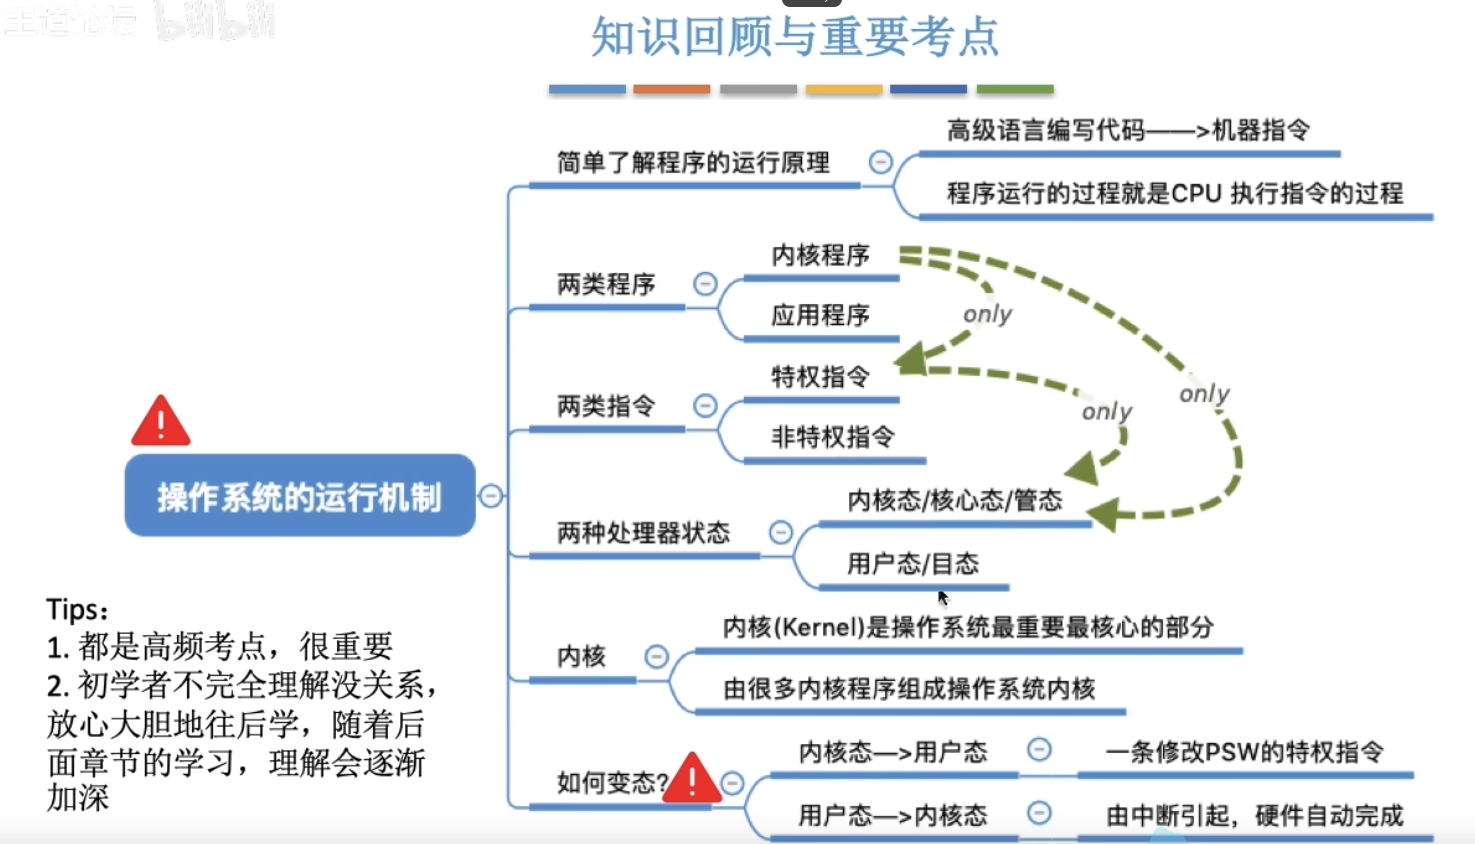 王道论坛 bilibili
知识回顾与重要考点
高级语言编写代码——>机器指令
简单了解程序的运行原理
程序运行的过程就是CPU 执行指令的过程
内核程序
两类程序
应用程序
only
特权指令
两类指令
非特权指令
only
only
操作系统的运行机制
内核态/核心态/管态
两种处理器状态
用户态/目态
内核(Kernel)是操作系统最重要最核心的部分
内核
由很多内核程序组成操作系统内核
内核态—>用户态
一条修改PSW的特权指令
如何变态?
用户态—>内核态
由中断引起，硬件自动完成
Tips：
1. 都是高频考点，很重要
2. 初学者不完全理解没关系，
放心大胆地往后学，随着后
面章节的学习，理解会逐渐
加深